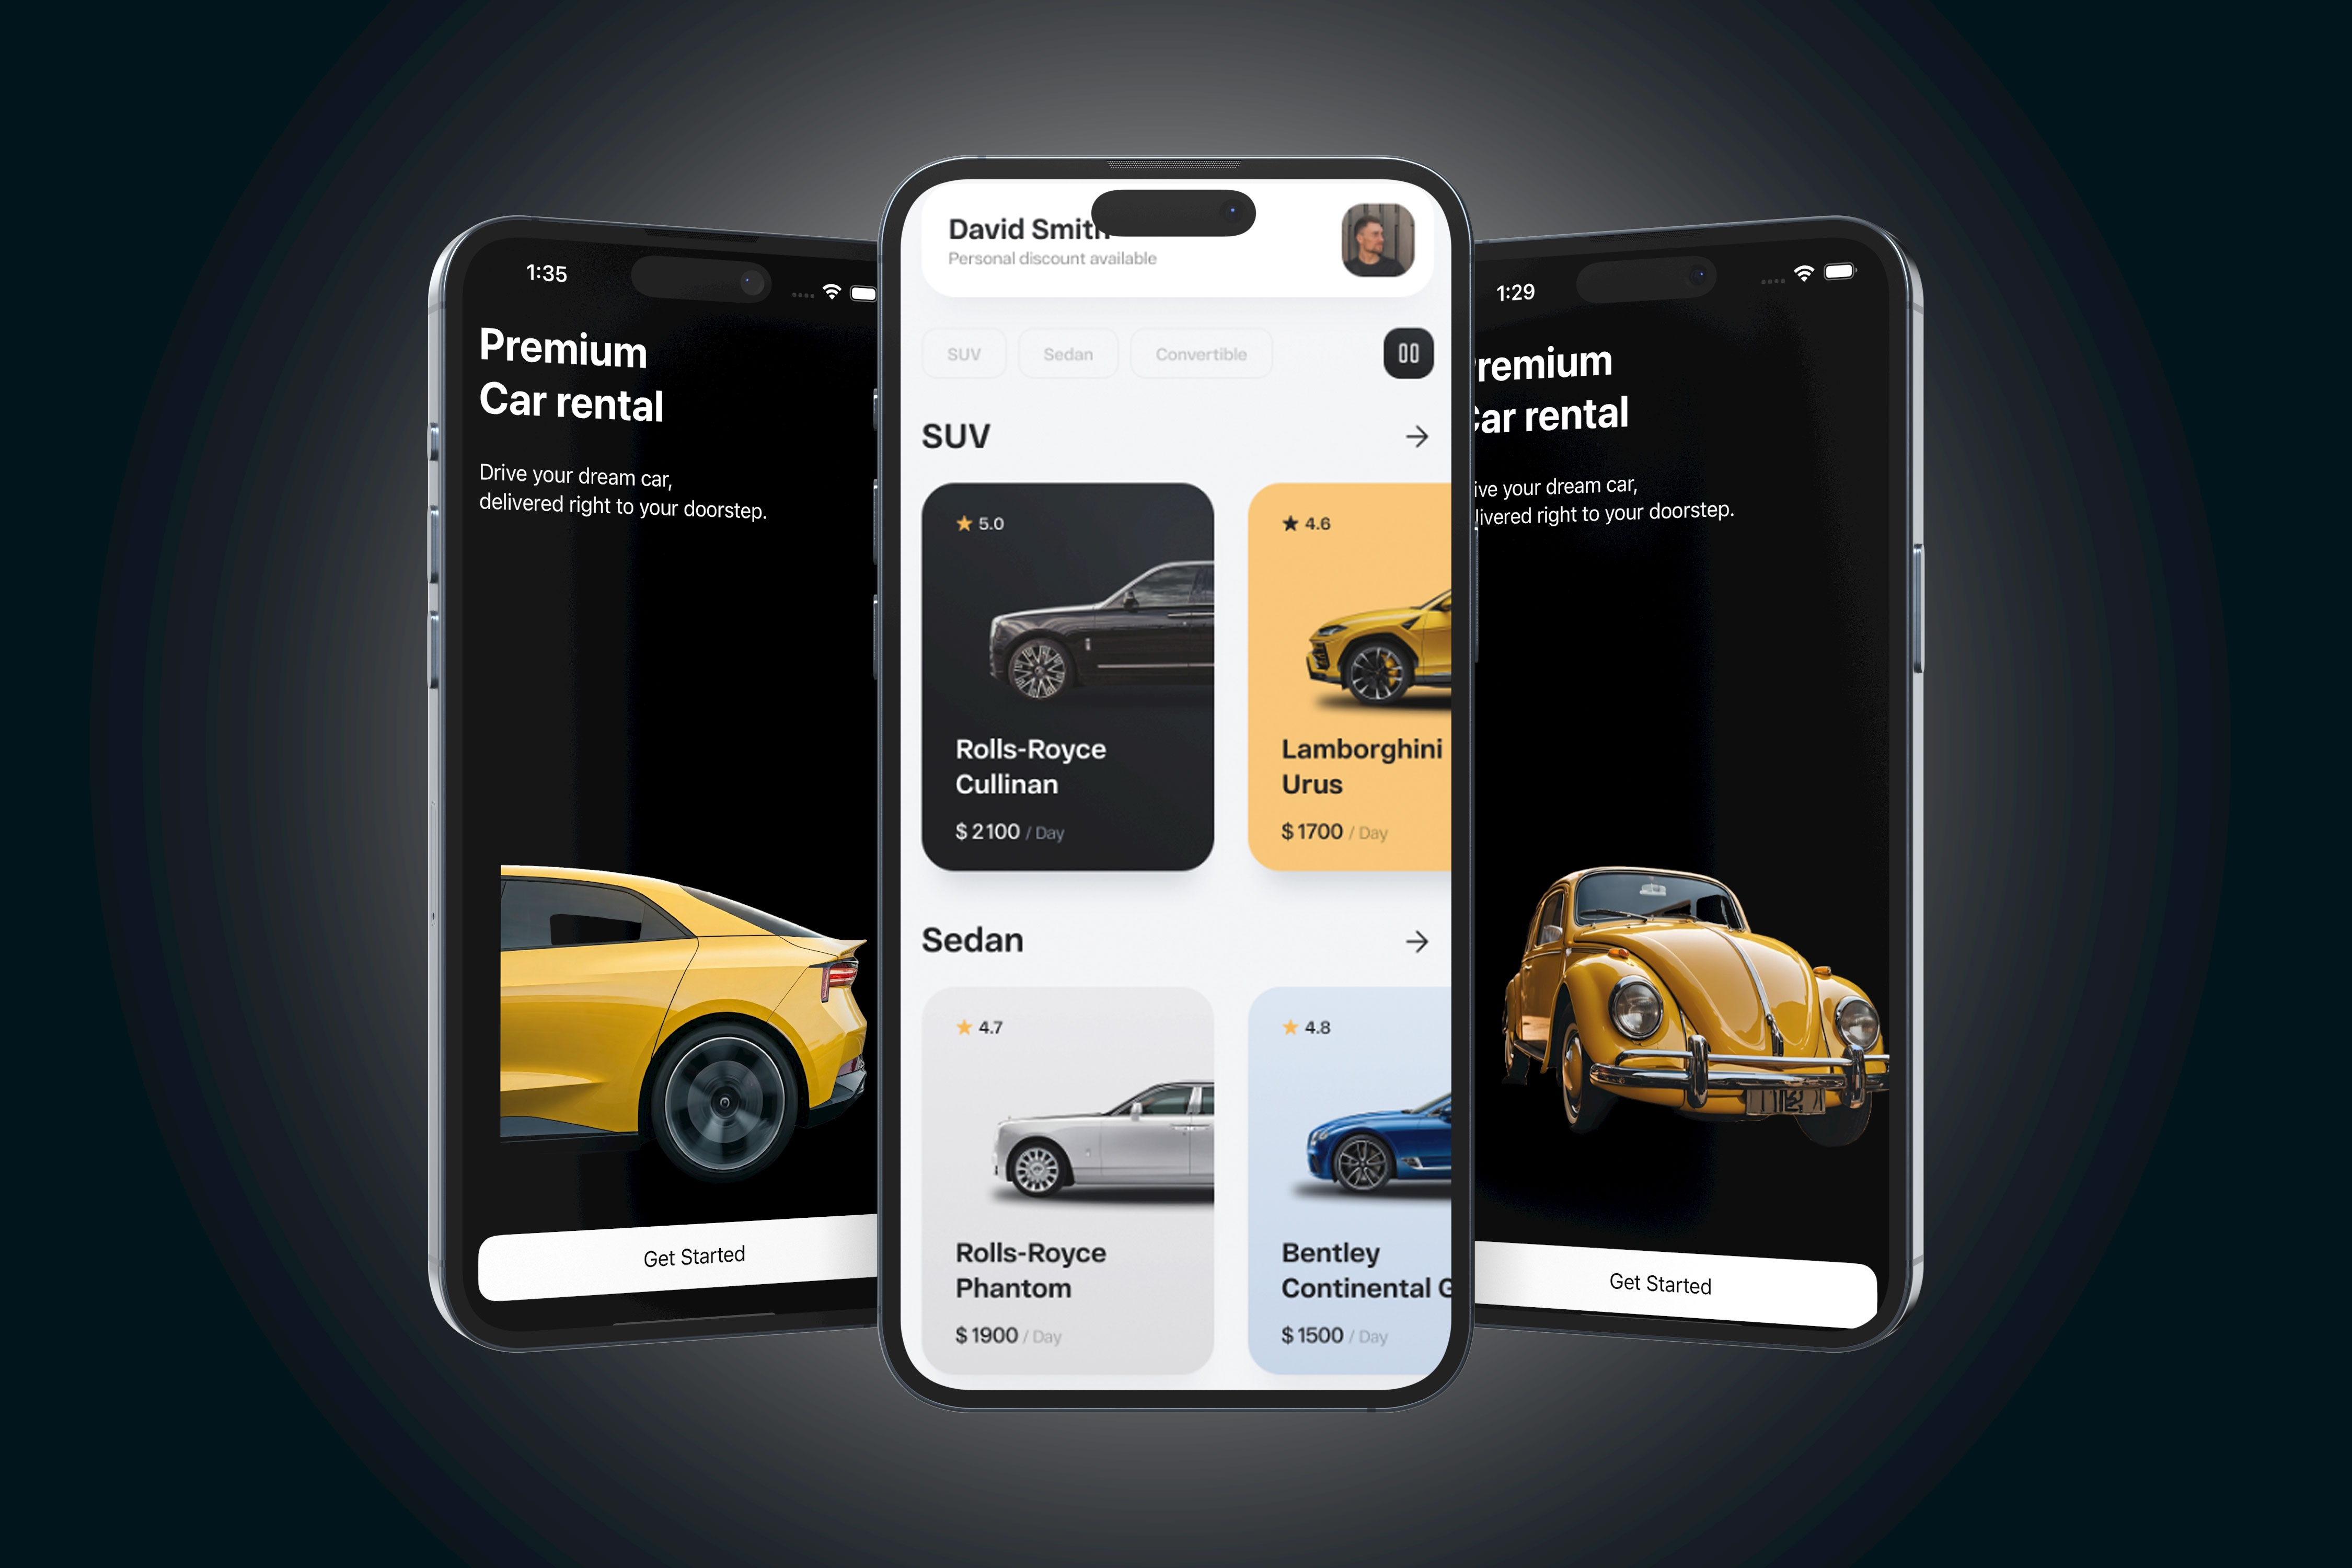 1:35
Premium
Car rental
Drive your dream car,
delivered right to your doorstep.
Get Started
David Smith
Personal discount available
SUV
Sedan
Convertible
SUV
5.0
4.6
Rolls-Royce
Cullinan
$2100 / Day
Lamborghini
Urus
$1700 / Day
Sedan
4.7
4.8
Rolls-Royce
Phantom
$1900 / Day
Bentley
Continental G
$1500 / Day
1:29
remium
ar rental
ive your dream car,
livered right to your doorstep.
Get Started